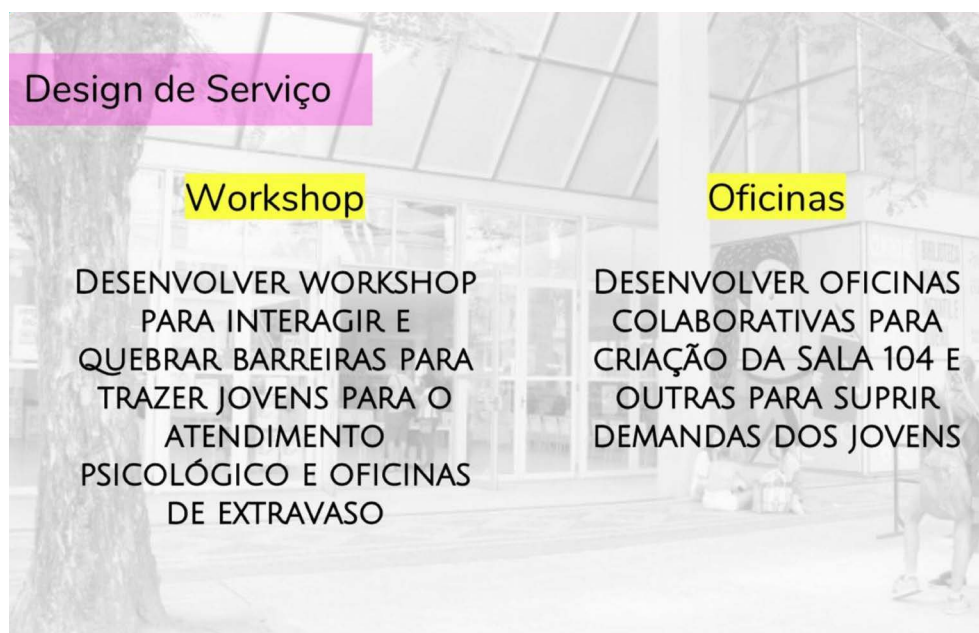 Design de Serviço
Workshop
DESENVOLVER WORKSHOP
PARA INTERAGIR E
QUEBRAR BARREIRAS PARA
TRAZER JOVENS PARA O
ATENDIMENTO
PSICOLÓGICO E OFICINAS
DE EXTRAVASO
Oficinas
DESENVOLVER OFICINAS
COLABORATIVAS PARA
CRIAÇÃO DA SALA 104 E
OUTRAS PARA SUPRIR
DEMANDAS DOS JOVENS
BIBLIOTECA